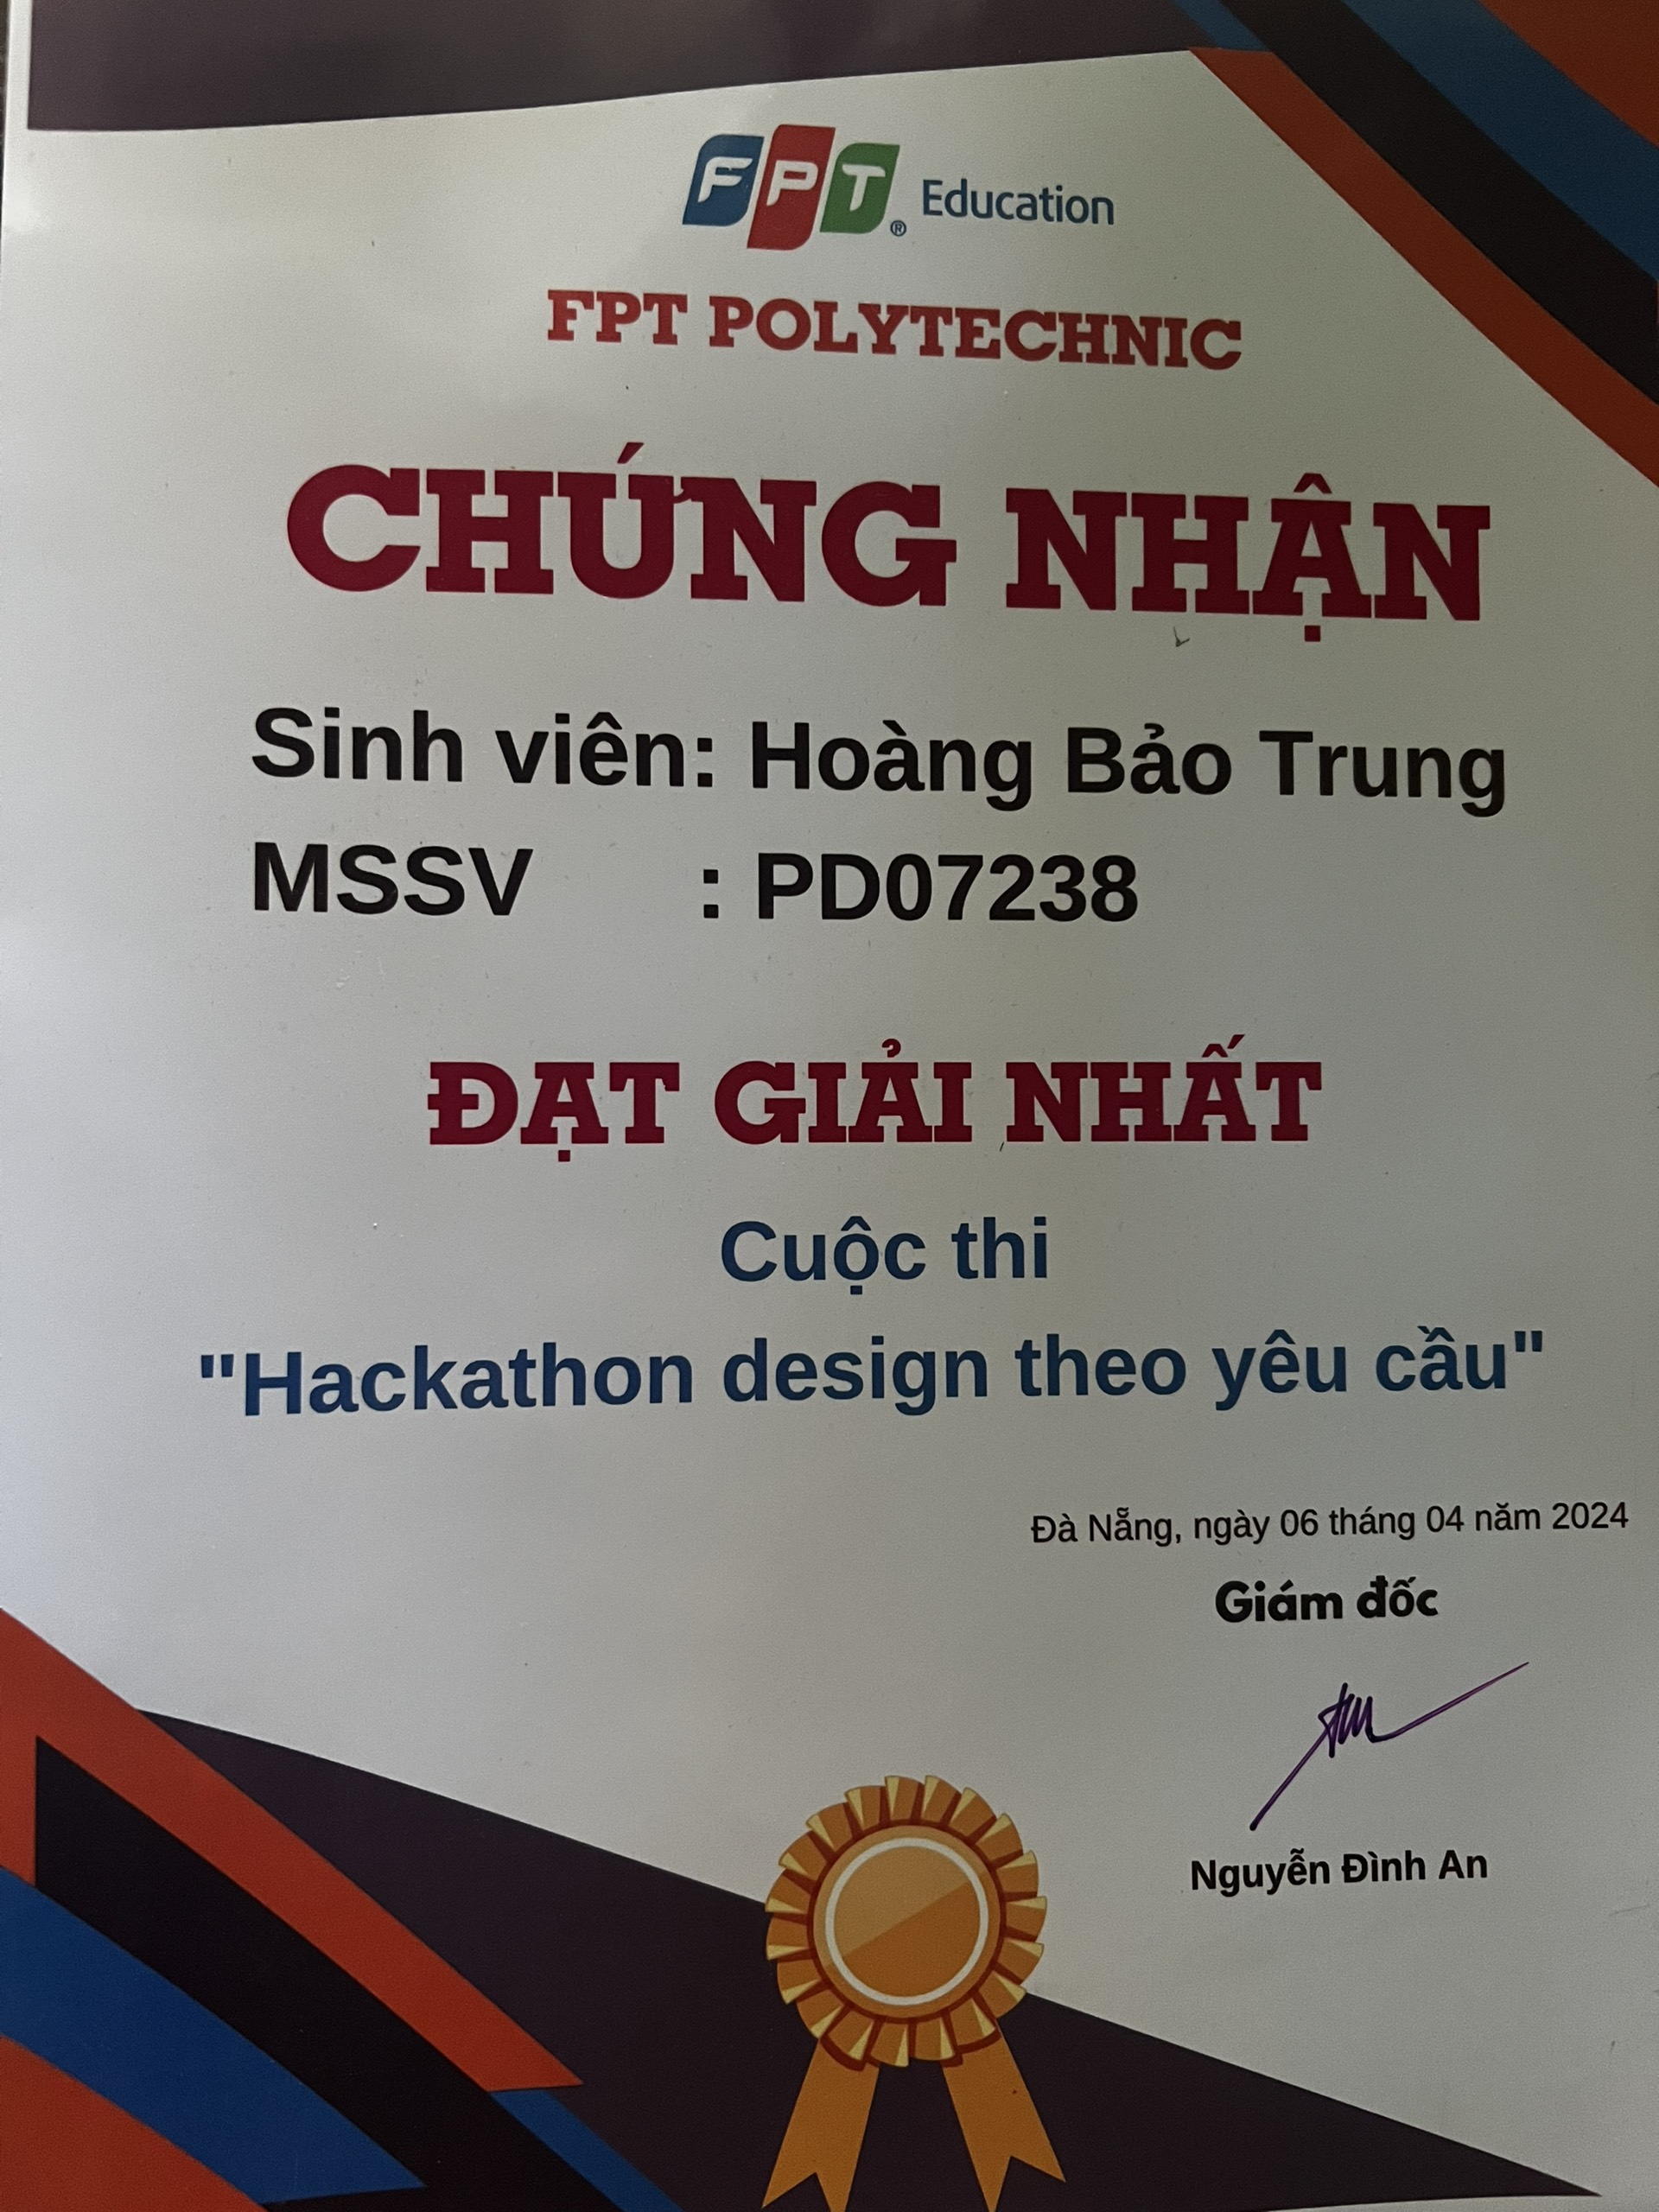 FPT® Education
FPT POLYTECHNIC
CHỨNG NHẬN
Sinh viên: Hoàng Bảo Trung
MSSV : PD07238
ĐẠT GIẢI NHẤT
Cuộc thi
"Hackathon design theo yêu cầu"
Đà Nẵng, ngày 06 tháng 04 năm 2024
Giám đốc
Nguyễn Đình An